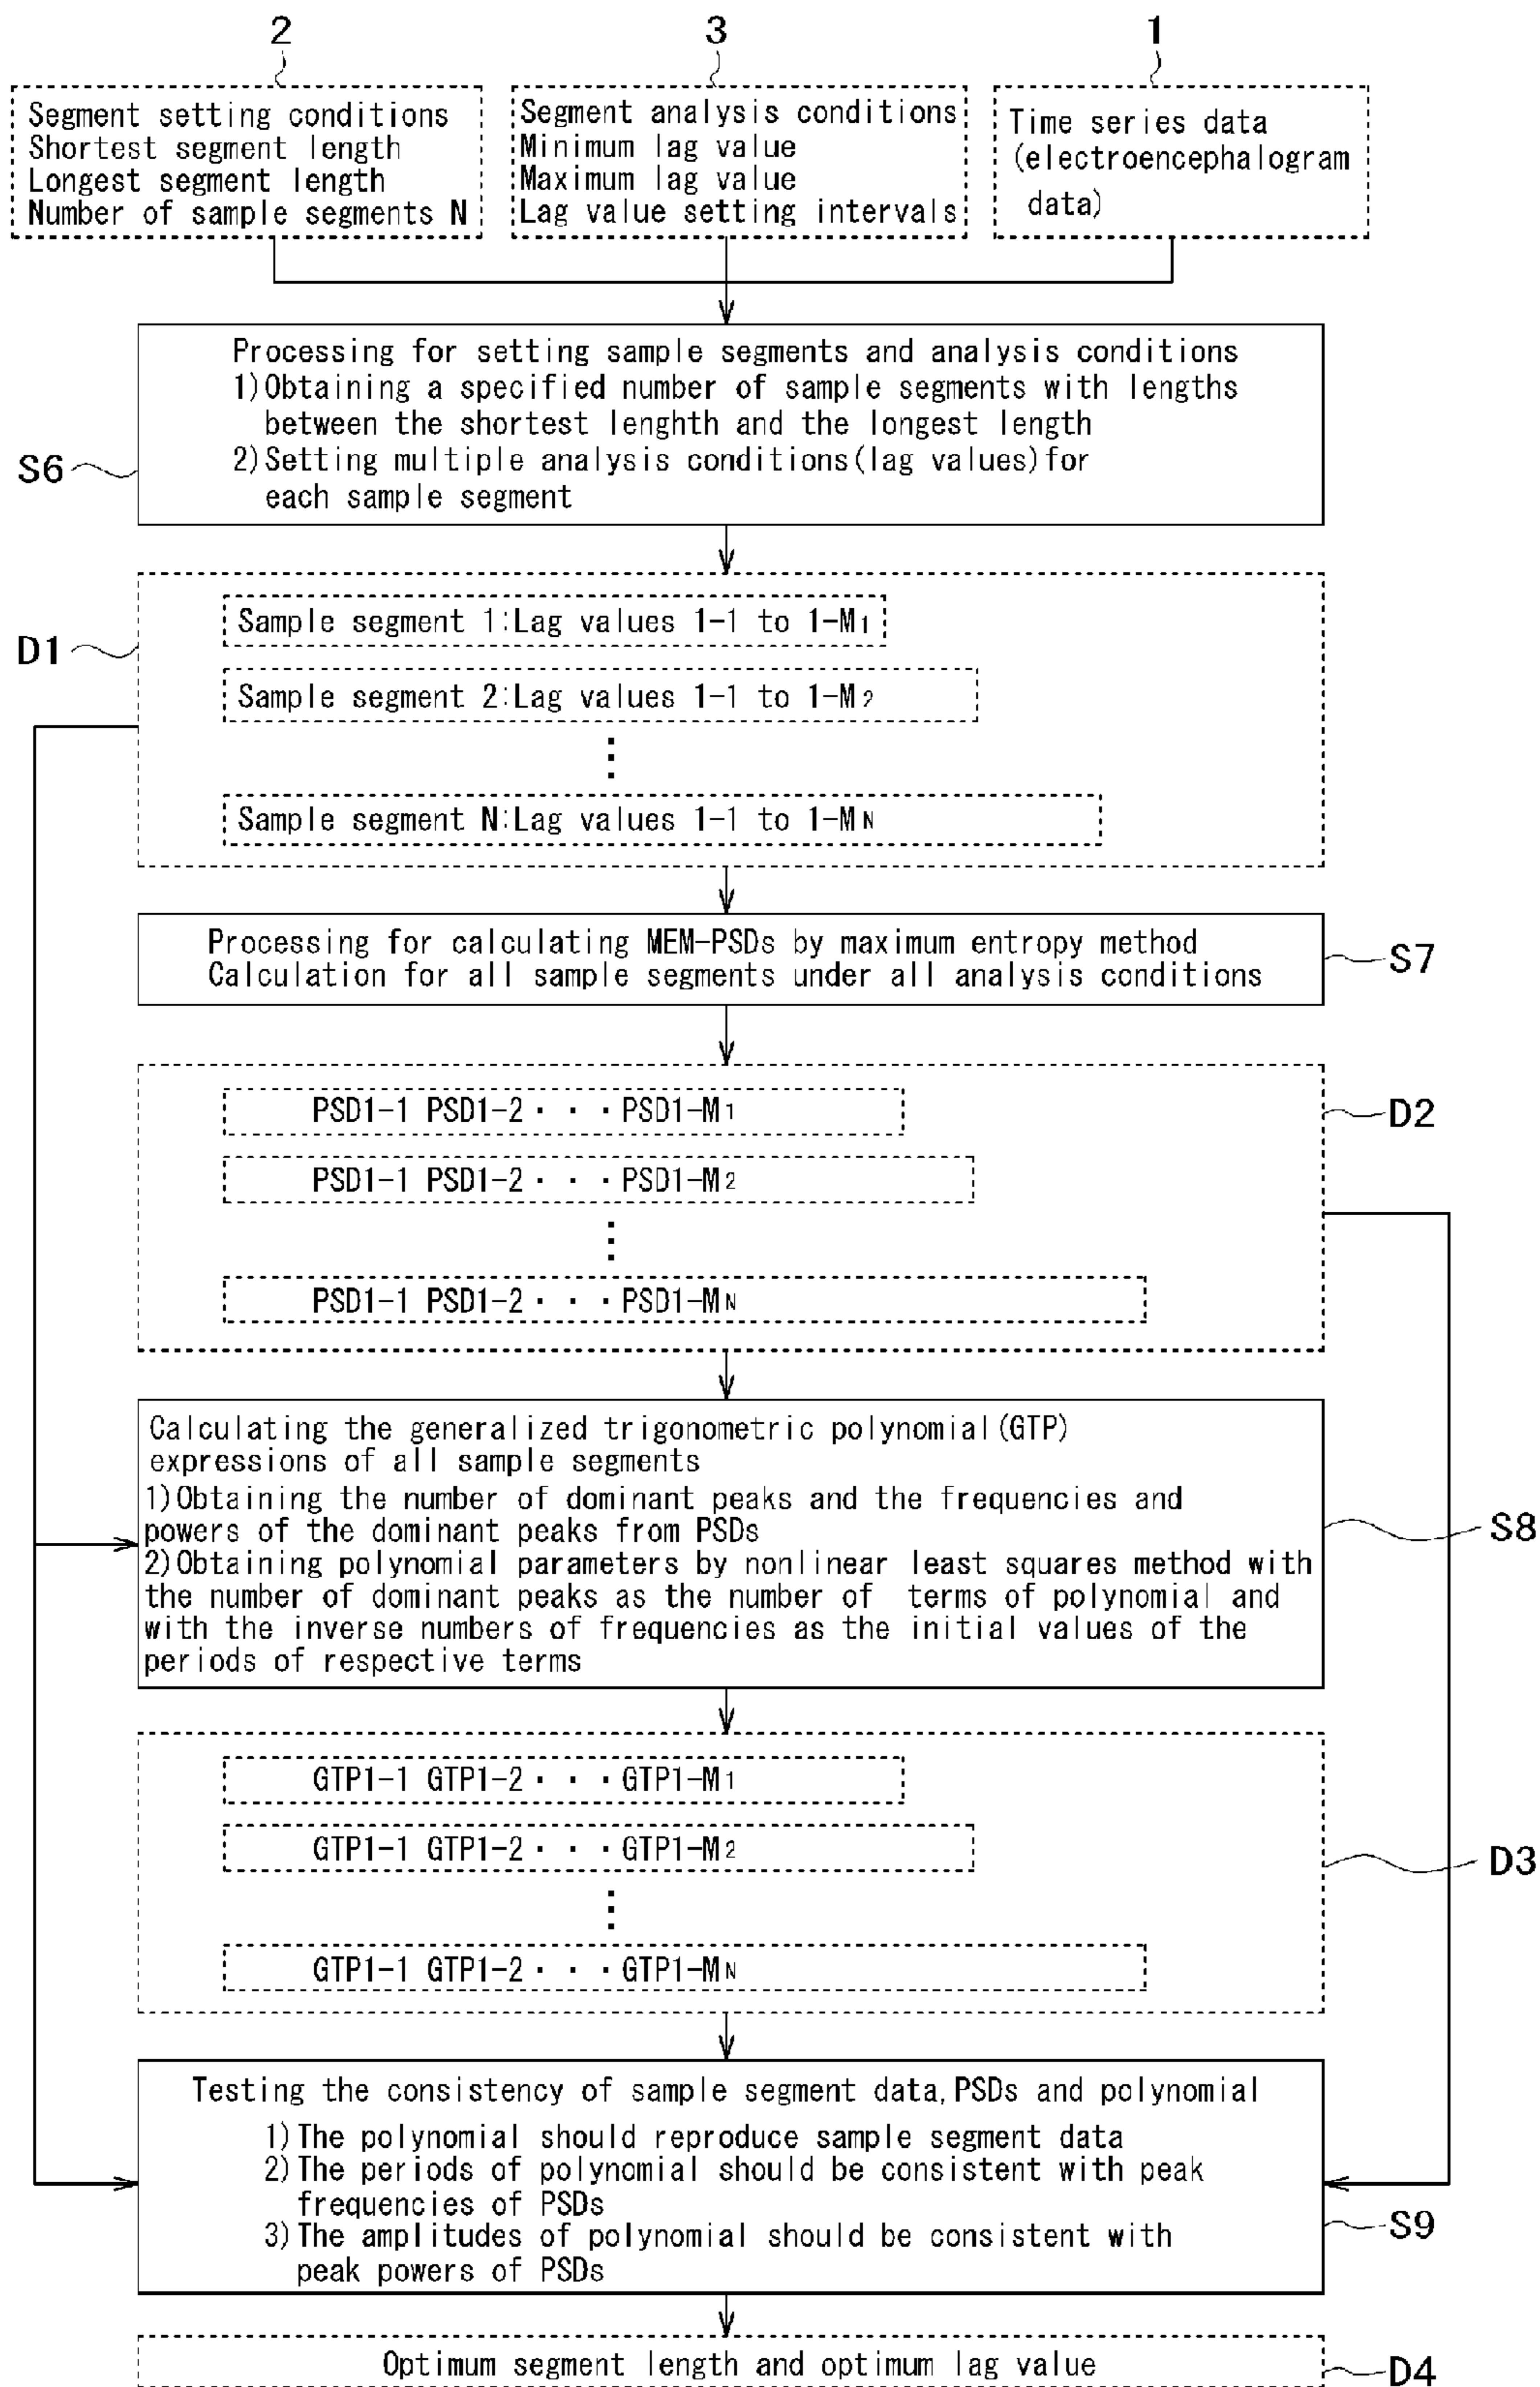 2
3
1
Segment setting conditions
Shortest segment length
Longest segment length
Number of sample segments N
Segment analysis conditions
Minimum lag value
Maximum lag value
Lag value setting intervals
Time series data
(electroencephalogram
data)
Processing for setting sample segments and analysis conditions
1)Obtaining a specified number of sample segments with lengths
between the shortest lenghth and the longest length
2)Setting multiple analysis conditions(lag values)for
each sample segment
S6
D1
Sample segment 1:Lag values 1-1 to 1-M1
Sample segment 2:Lag values 1-1 to 1-M2
⋮
Sample segment N:Lag values 1-1 to 1-MN
Processing for calculating MEM-PSDs by maximum entropy method
Calculation for all sample segments under all analysis conditions
S7
PSD1-1 PSD1-2・・・PSD1-M1
D2
PSD1-1 PSD1-2・・・PSD1-M2
⋮
PSD1-1 PSD1-2・・・PSD1-MN
Calculating the generalized trigonometric polynomial(GTP)
expressions of all sample segments
1)Obtaining the number of dominant peaks and the frequencies and
powers of the dominant peaks from PSDs
2)Obtaining polynomial parameters by nonlinear least squares method with
the number of dominant peaks as the number of terms of polynomial and
with the inverse numbers of frequencies as the initial values of the
periods of respective terms
S8
GTP1-1 GTP1-2・・・GTP1-M1
GTP1-1 GTP1-2・・・GTP1-M2
⋮
GTP1-1 GTP1-2・・・GTP1-MN
D3
Testing the consistency of sample segment data,PSDs and polynomial
1)The polynomial should reproduce sample segment data
2)The periods of polynomial should be consistent with peak
frequencies of PSDs
3)The amplitudes of polynomial should be consistent with
peak powers of PSDs
S9
Optimum segment length and optimum lag value
D4